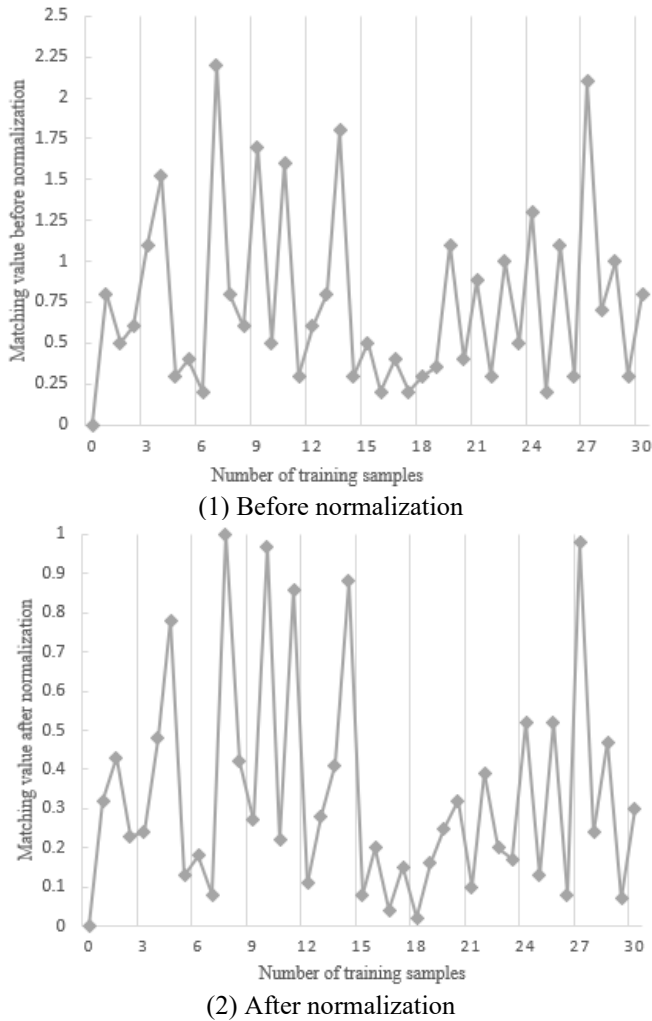 Matching value before normalization
2.5
2.25
2
1.75
1.5
1.25
1
0.75
0.5
0.25
0
0 3 6 9 12 15 18 21 24 27 30
Number of training samples
(1) Before normalization
Matching value after normalization
1
0.9
0.8
0.7
0.6
0.5
0.4
0.3
0.2
0.1
0
0 3 6 9 12 15 18 21 24 27 30
Number of training samples
(2) After normalization